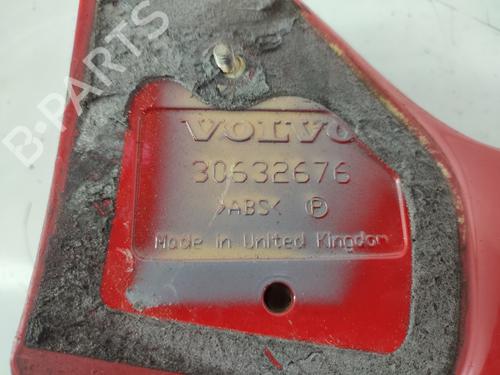 VOLVO
30632676
>ABS< P
Made in United Kingdom
B-PARTS